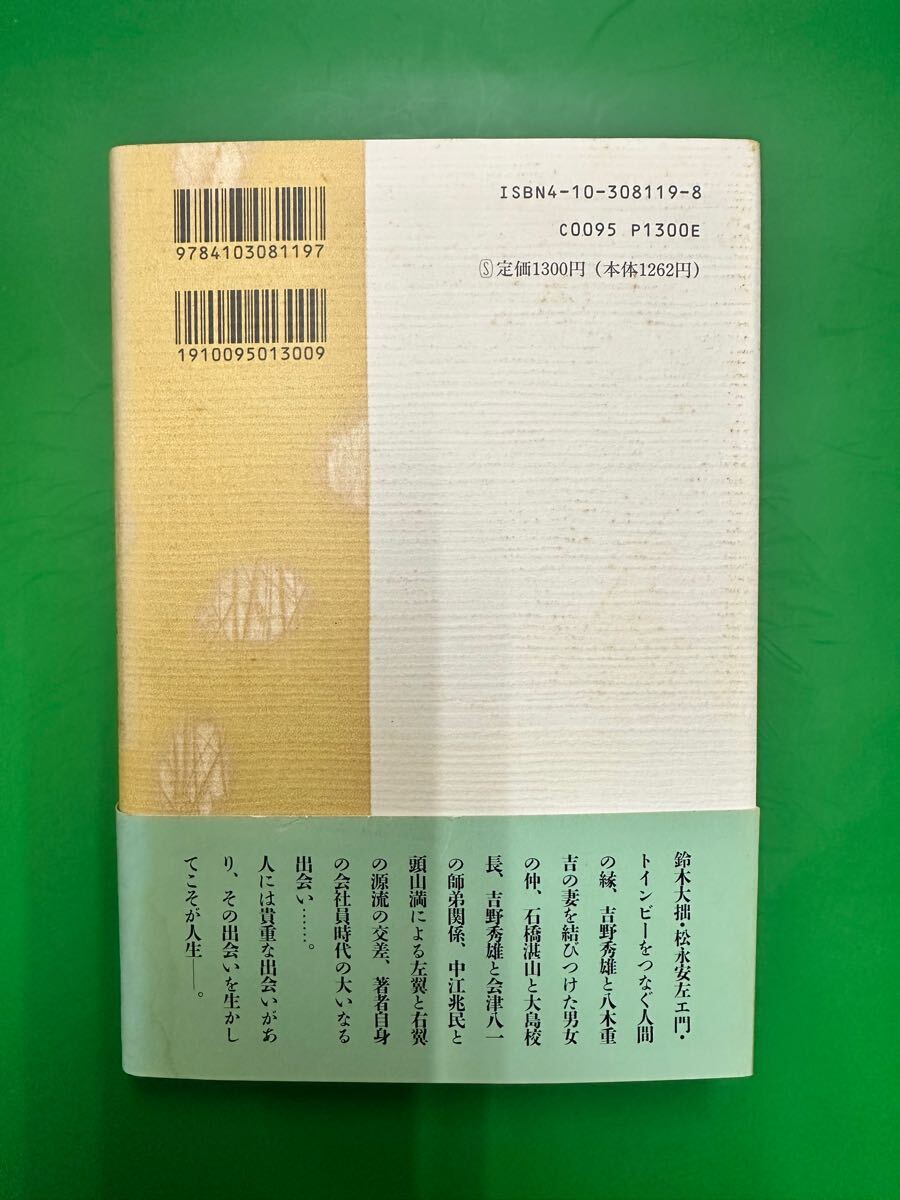 9784103081197
1910095013009
ISBN4-10-308119-8
C0095 P1300E
Ⓢ定価1300円(本体1262円)
鈴木大拙・松永安左エ門・
トインビーをつなぐ人間
の縁、吉野秀雄と八木重
吉の妻を結びつけた男女
の仲、石橋湛山と大島校
長、吉野秀雄と会津八一
の師弟関係、中江兆民と
頭山満による左翼と右翼
の源流の交差、著者自身
の会社員時代の大いなる
出会い……。
人には貴重な出会いがあ
り、その出会いを生かし
てこそが人生――。